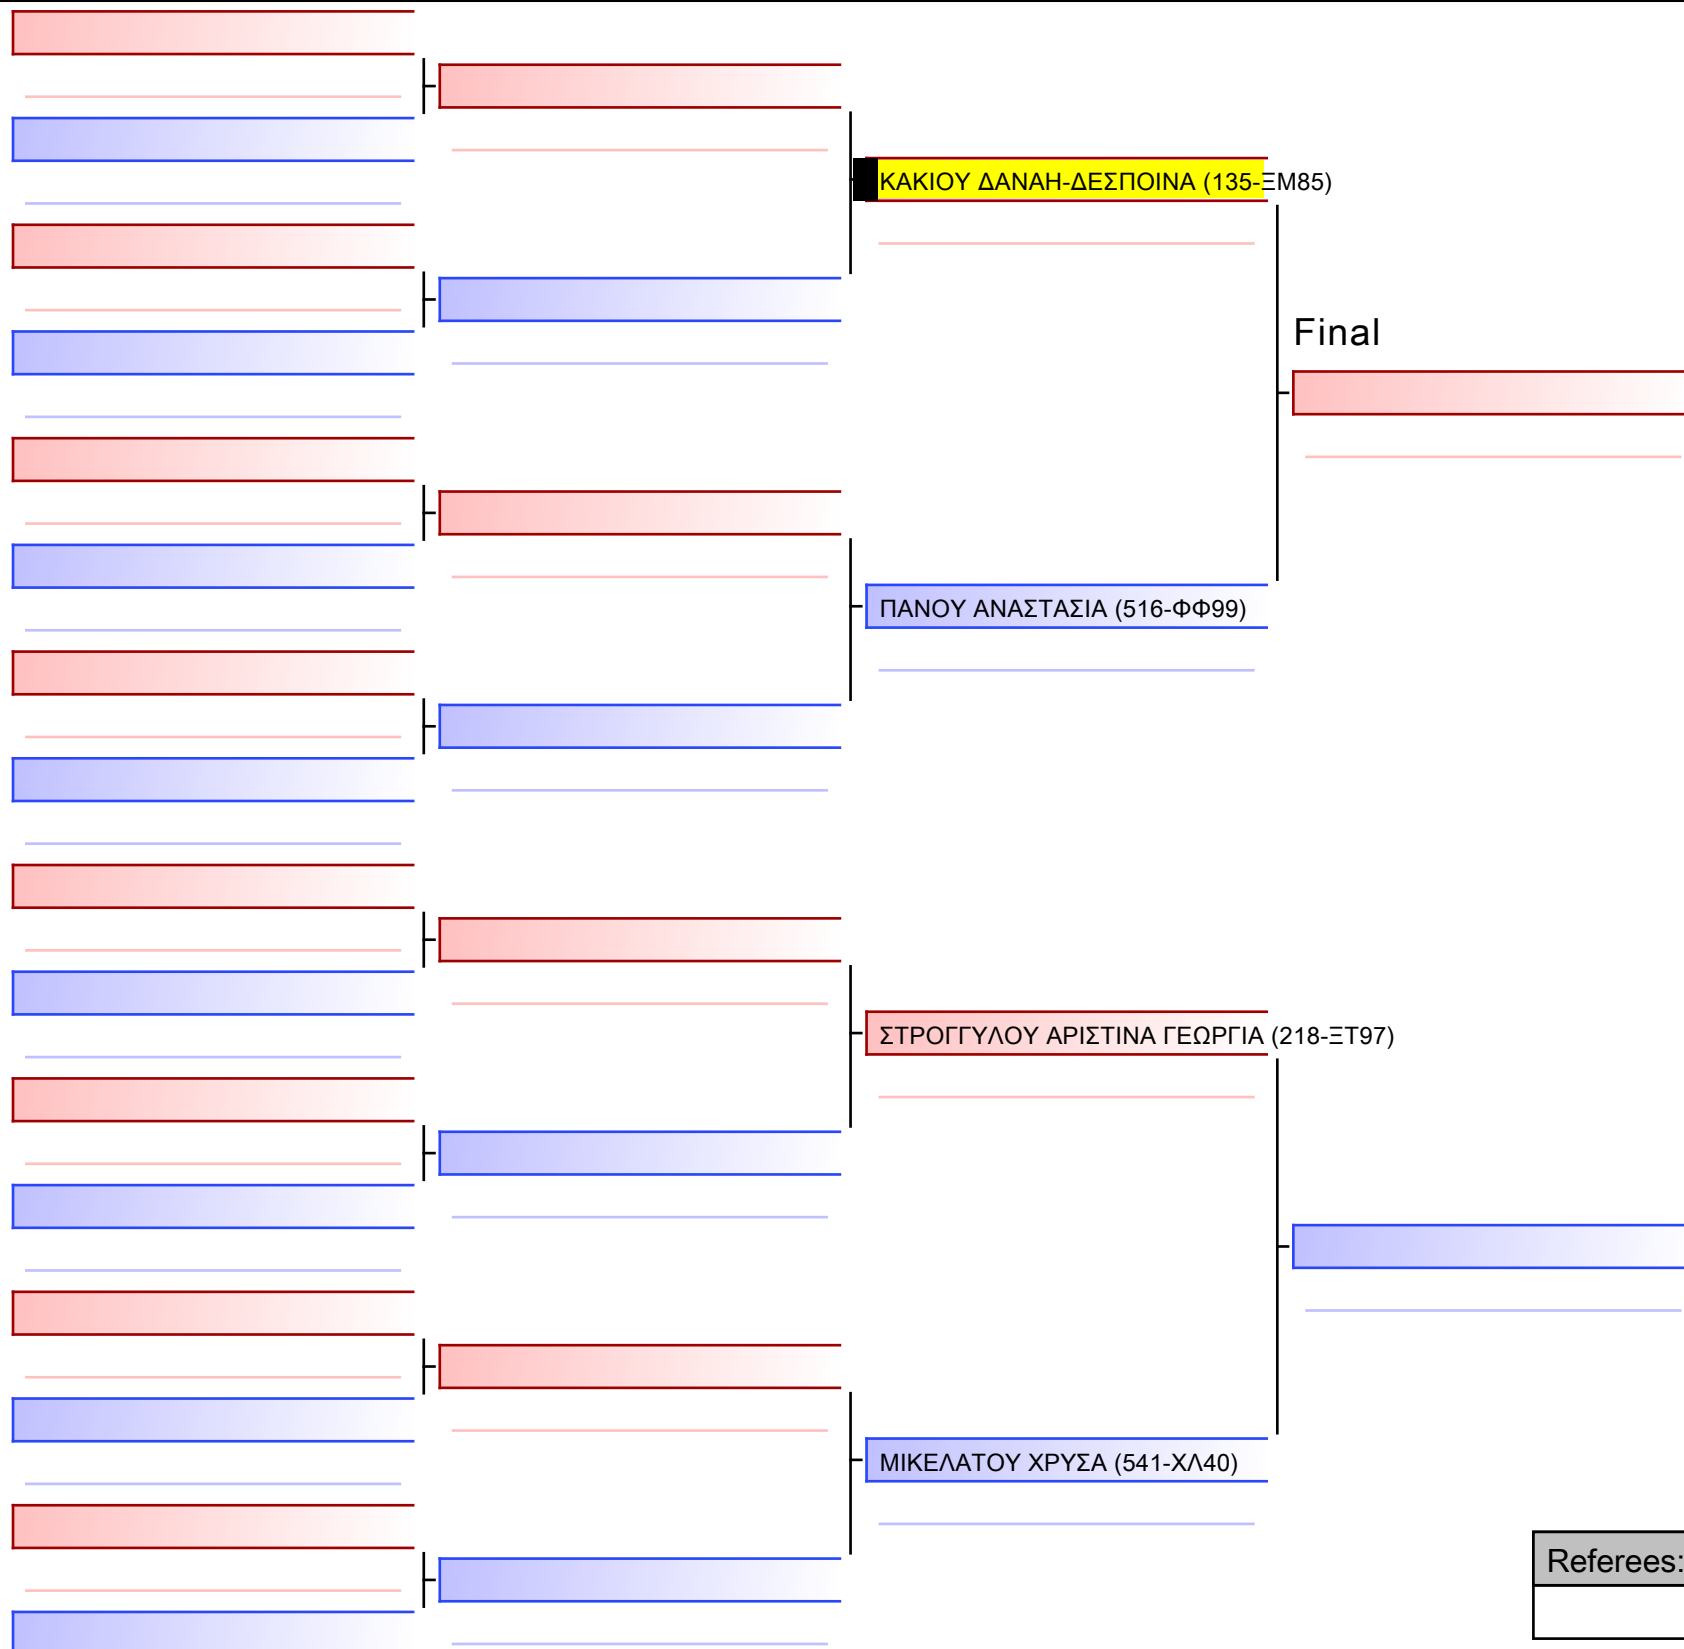 ΚΑΚΙΟΥ ΔΑΝΑΗ-ΔΕΣΠΟΙΝΑ (135-ΞΜ85)
Final
ΠΑΝΟΥ ΑΝΑΣΤΑΣΙΑ (516-ΦΦ99)
ΣΤΡΟΓΓΥΛΟΥ ΑΡΙΣΤΙΝΑ ΓΕΩΡΓΙΑ (218-ΞΤ97)
ΜΙΚΕΛΑΤΟΥ ΧΡΥΣΑ (541-ΧΛ40)
Referees: